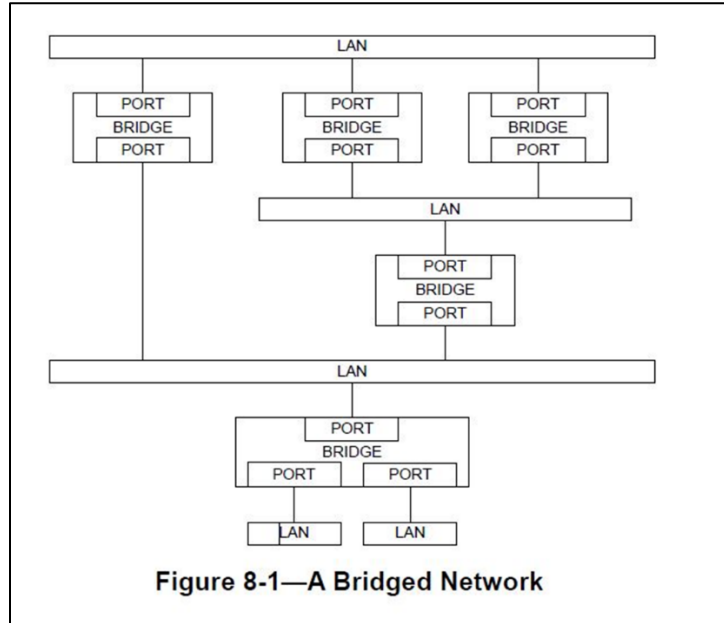 LAN
PORT PORT PORT
BRIDGE BRIDGE BRIDGE
PORT PORT PORT
LAN
PORT
BRIDGE
PORT
LAN
PORT
BRIDGE
PORT PORT
LAN LAN
Figure 8-1—A Bridged Network